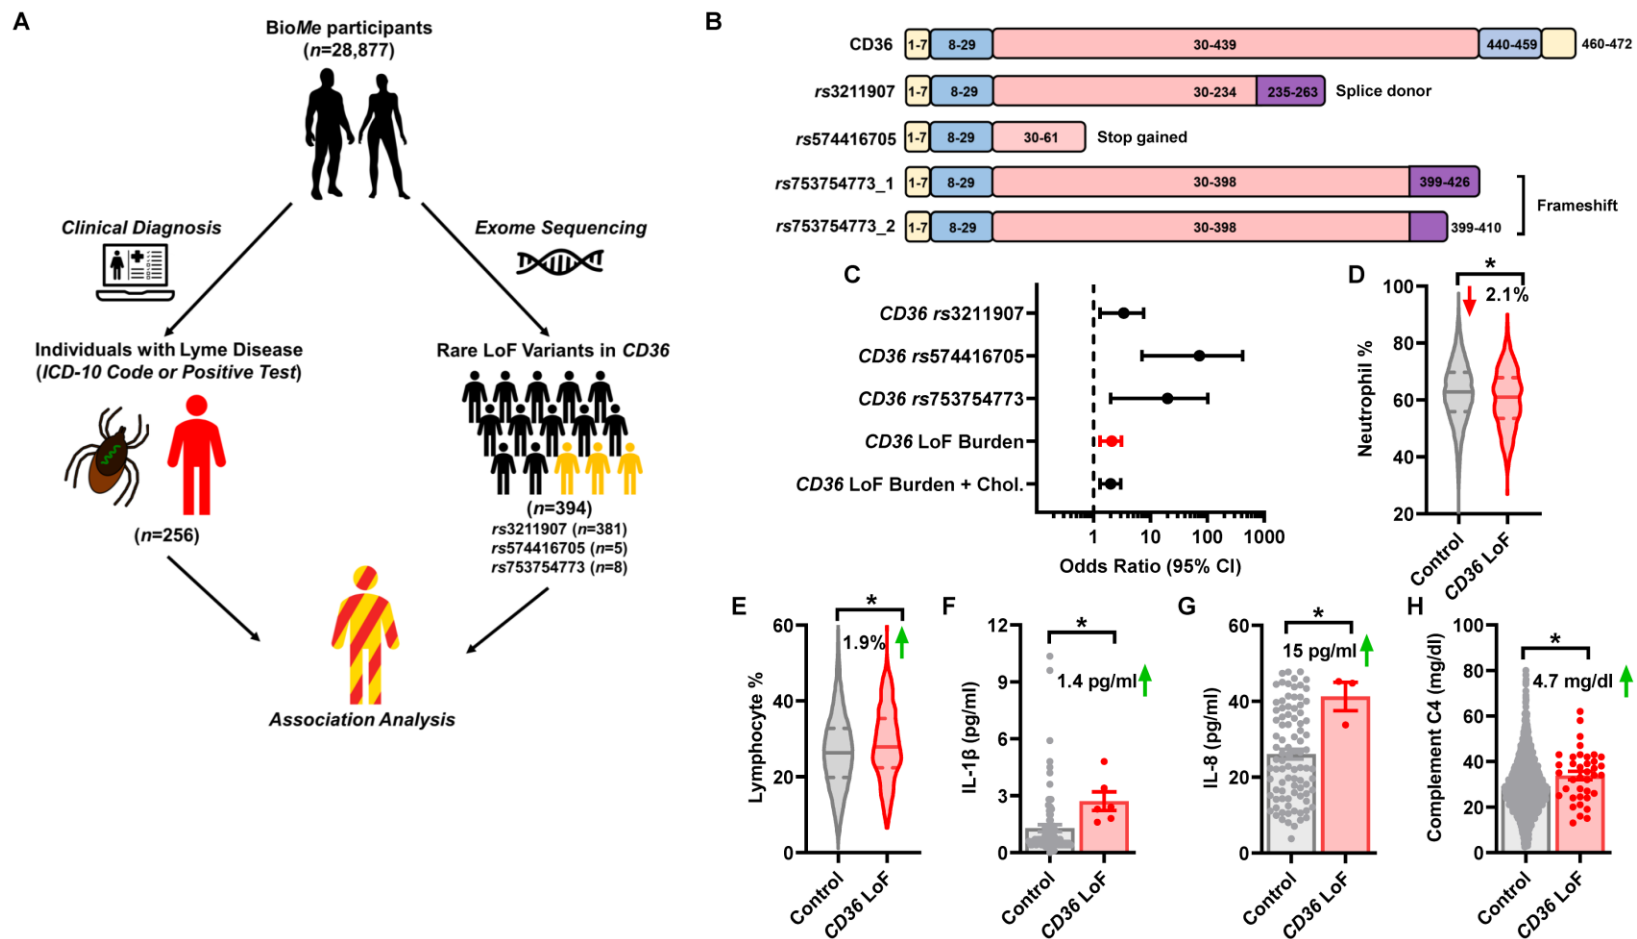 A
BioMe participants
(n=28,877)
Clinical Diagnosis
Exome Sequencing
Individuals with Lyme Disease
(ICD-10 Code or Positive Test)
Rare LoF Variants in CD36
(n=256)
(n=394)
rs3211907 (n=381)
rs574416705 (n=5)
rs753754773 (n=8)
Association Analysis
B
CD36 1-7 8-29 30-439 440-459 460-472
rs3211907 1-7 8-29 30-234 235-263 Splice donor
rs574416705 1-7 8-29 30-61 Stop gained
rs753754773_1 1-7 8-29 30-398 399-426
rs753754773_2 1-7 8-29 30-398 399-410
Frameshift
C
CD36 rs3211907
CD36 rs574416705
CD36 rs753754773
CD36 LoF Burden
CD36 LoF Burden + Chol.
1 10 100 1000
Odds Ratio (95% CI)
D
*
2.1%
Neutrophil %
100
80
60
40
20
Control
CD36 LoF
E
*
1.9%
Lymphocyte %
60
40
20
0
Control
CD36 LoF
F
*
1.4 pg/ml
IL-1β (pg/ml)
12
9
6
3
0
Control
CD36 LoF
G
*
15 pg/ml
IL-8 (pg/ml)
60
40
20
0
Control
CD36 LoF
H
*
4.7 mg/dl
Complement C4 (mg/dl)
100
80
60
40
20
0
Control
CD36 LoF